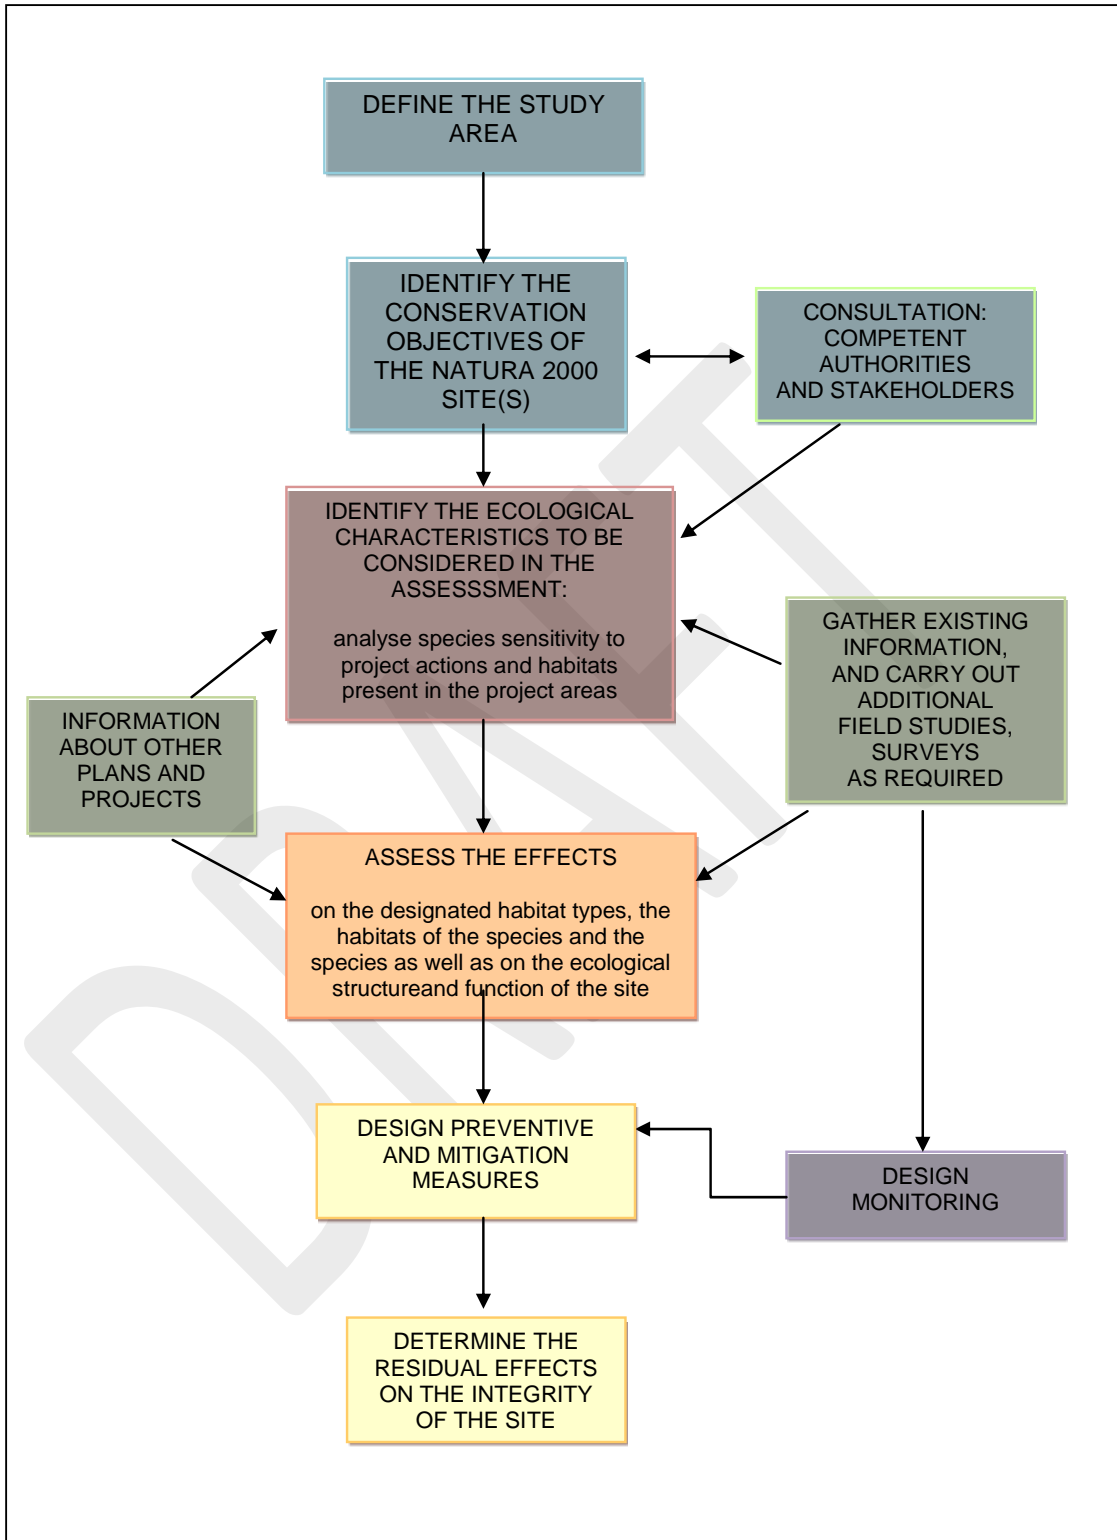 DEFINE THE STUDY
AREA
IDENTIFY THE
CONSERVATION
OBJECTIVES OF
THE NATURA 2000
SITE(S)
CONSULTATION:
COMPETENT
AUTHORITIES
AND STAKEHOLDERS
IDENTIFY THE ECOLOGICAL
CHARACTERISTICS TO BE
CONSIDERED IN THE
ASSESSSMENT:
analyse species sensitivity to
project actions and habitats
present in the project areas
GATHER EXISTING
INFORMATION,
AND CARRY OUT
ADDITIONAL
FIELD STUDIES,
SURVEYS
AS REQUIRED
INFORMATION
ABOUT OTHER
PLANS AND
PROJECTS
ASSESS THE EFFECTS
on the designated habitat types, the
habitats of the species and the
species as well as on the ecological
structureand function of the site
DESIGN PREVENTIVE
AND MITIGATION
MEASURES
DESIGN
MONITORING
DETERMINE THE
RESIDUAL EFFECTS
ON THE INTEGRITY
OF THE SITE
DRAFT